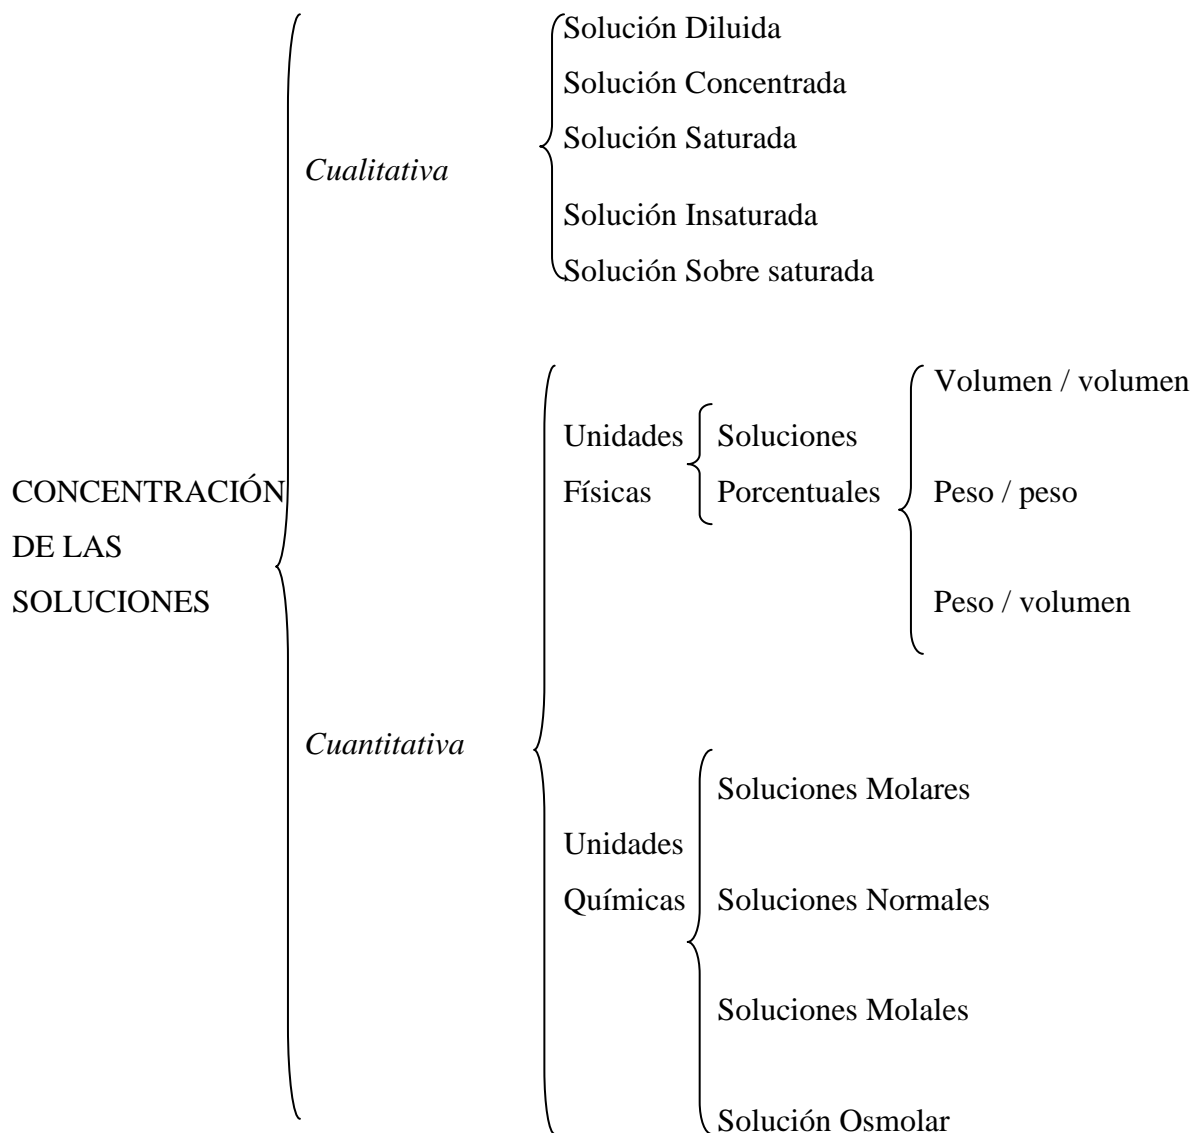 Solución Diluida
Solución Concentrada
Solución Saturada
Cualitativa
Solución Insaturada
Solución Sobre saturada
Volumen / volumen
Unidades
Soluciones
Físicas
Porcentuales
CONCENTRACIÓN
Peso / peso
DE LAS
SOLUCIONES
Peso / volumen
Cuantitativa
Soluciones Molares
Unidades
Químicas
Soluciones Normales
Soluciones Molales
Solución Osmolar